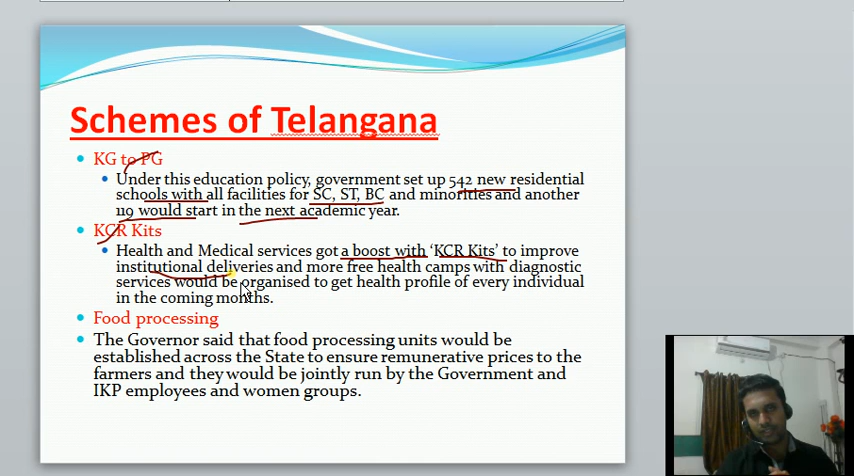 Schemes of Telangana
KG to PG
Under this education policy, government set up 542 new residential
schools with all facilities for SC, ST, BC and minorities and another
119 would start in the next academic year.
KCR Kits
Health and Medical services got a boost with ‘KCR Kits’ to improve
institutional deliveries and more free health camps with diagnostic
services would be organised to get health profile of every individual
in the coming months.
Food processing
The Governor said that food processing units would be
established across the State to ensure remunerative prices to the
farmers and they would be jointly run by the Government and
IKP employees and women groups.